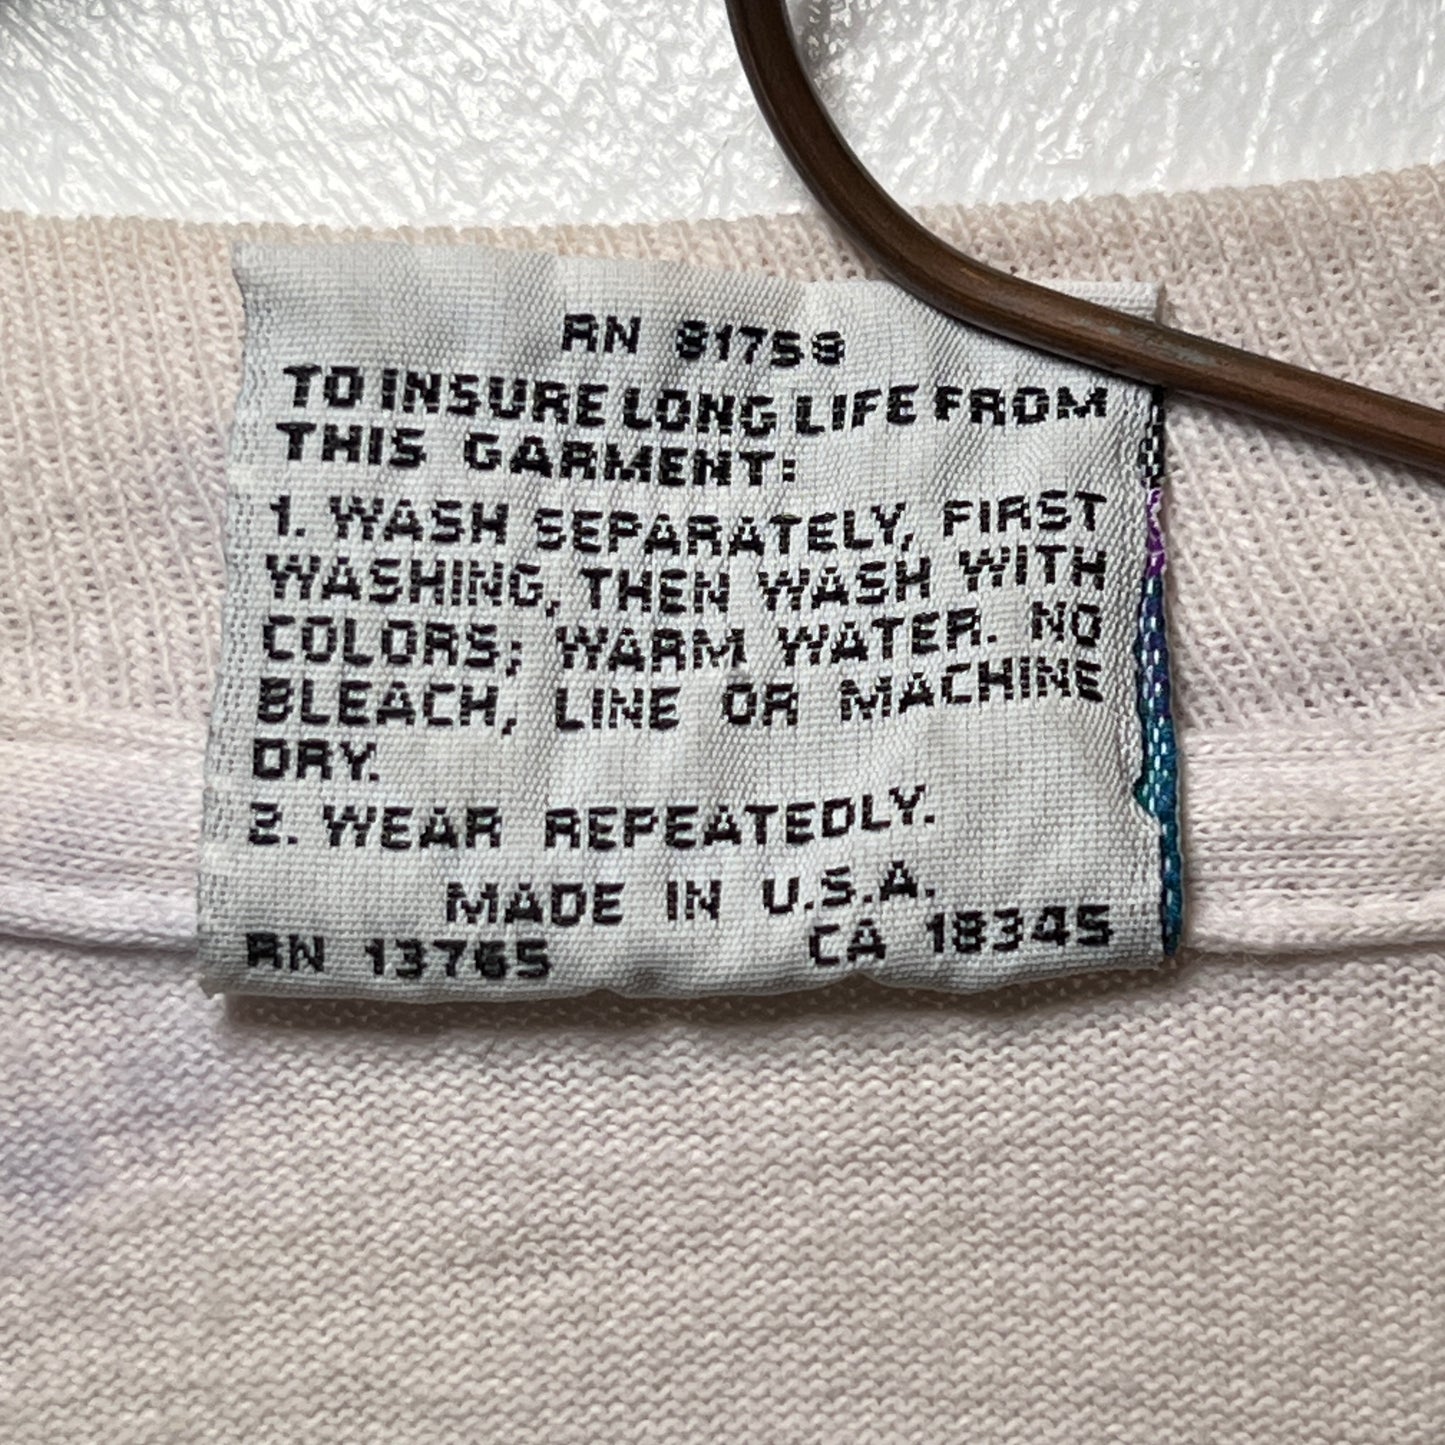 RN 81759
TO INSURE LONG LIFE FROM
THIS GARMENT:
1. WASH SEPARATELY, FIRST
WASHING, THEN WASH WITH
COLORS; WARM WATER. NO
BLEACH, LINE OR MACHINE
DRY.
2. WEAR REPEATEDLY.
MADE IN U.S.A.
RN 13765 CA 18345